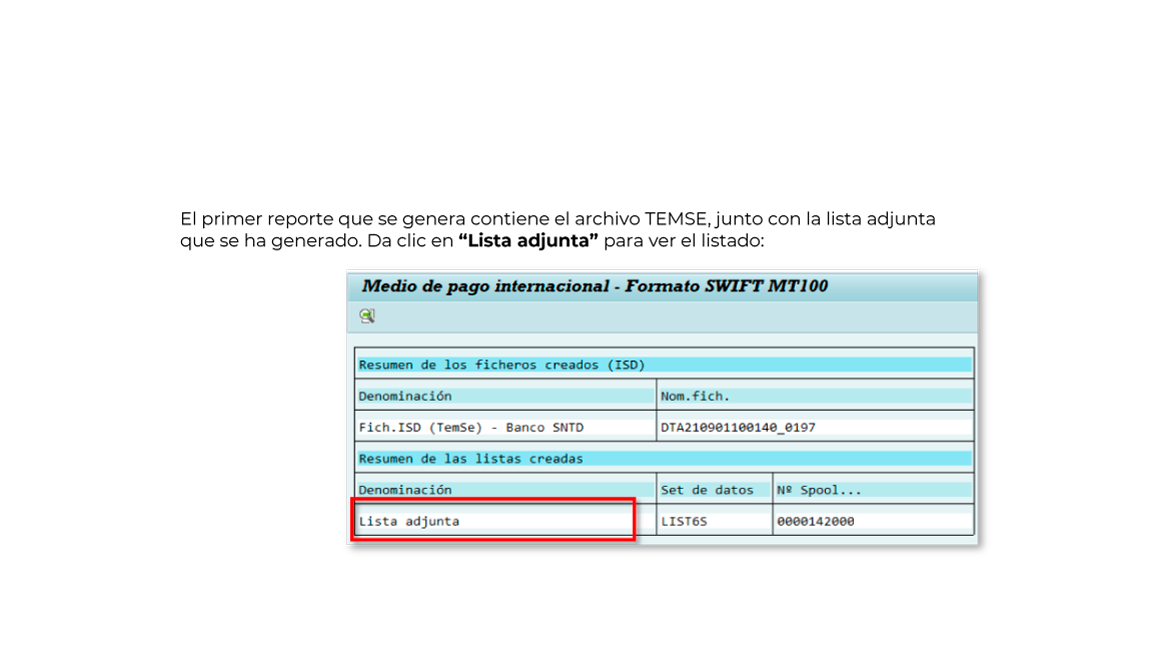 El primer reporte que se genera contiene el archivo TEMSE, junto con la lista adjunta
que se ha generado. Da clic en “Lista adjunta” para ver el listado:
Medio de pago internacional - Formato SWIFT MT100
Resumen de los ficheros creados (ISD)
Denominación Nom.fich.
Fich.ISD (TemSe) - Banco SNTD DTA210901100140_0197
Resumen de las listas creadas
Denominación Set de datos Nº Spool...
Lista adjunta LIST6S 0000142000